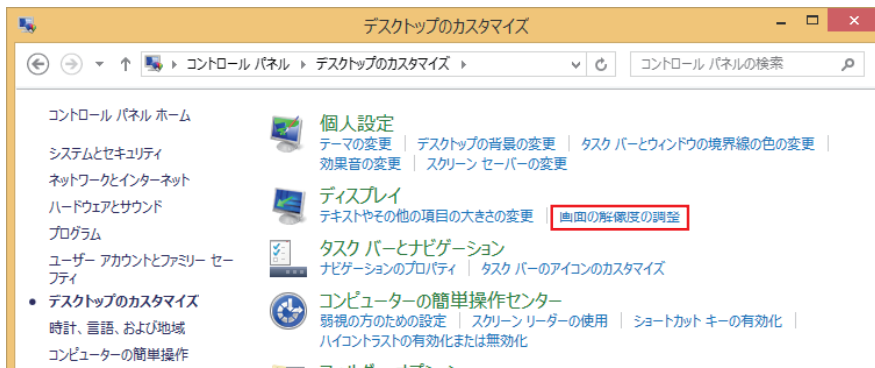 デスクトップのカスタマイズ
コントロール パネル ▸ デスクトップのカスタマイズ ▸
コントロール パネルの検索
コントロール パネル ホーム
システムとセキュリティ
ネットワークとインターネット
ハードウェアとサウンド
プログラム
ユーザー アカウントとファミリー セー
フティ
デスクトップのカスタマイズ
時計、言語、および地域
コンピューターの簡単操作
個人設定
テーマの変更 | デスクトップの背景の変更 | タスク バーとウィンドウの境界線の色の変更 |
効果音の変更 | スクリーン セーバーの変更
ディスプレイ
テキストやその他の項目の大きさの変更 | 画面の解像度の調整
タスク バーとナビゲーション
ナビゲーションのプロパティ | タスク バーのアイコンのカスタマイズ
コンピューターの簡単操作センター
弱視の方のための設定 | スクリーン リーダーの使用 | ショートカット キーの有効化 |
ハイコントラストの有効化または無効化